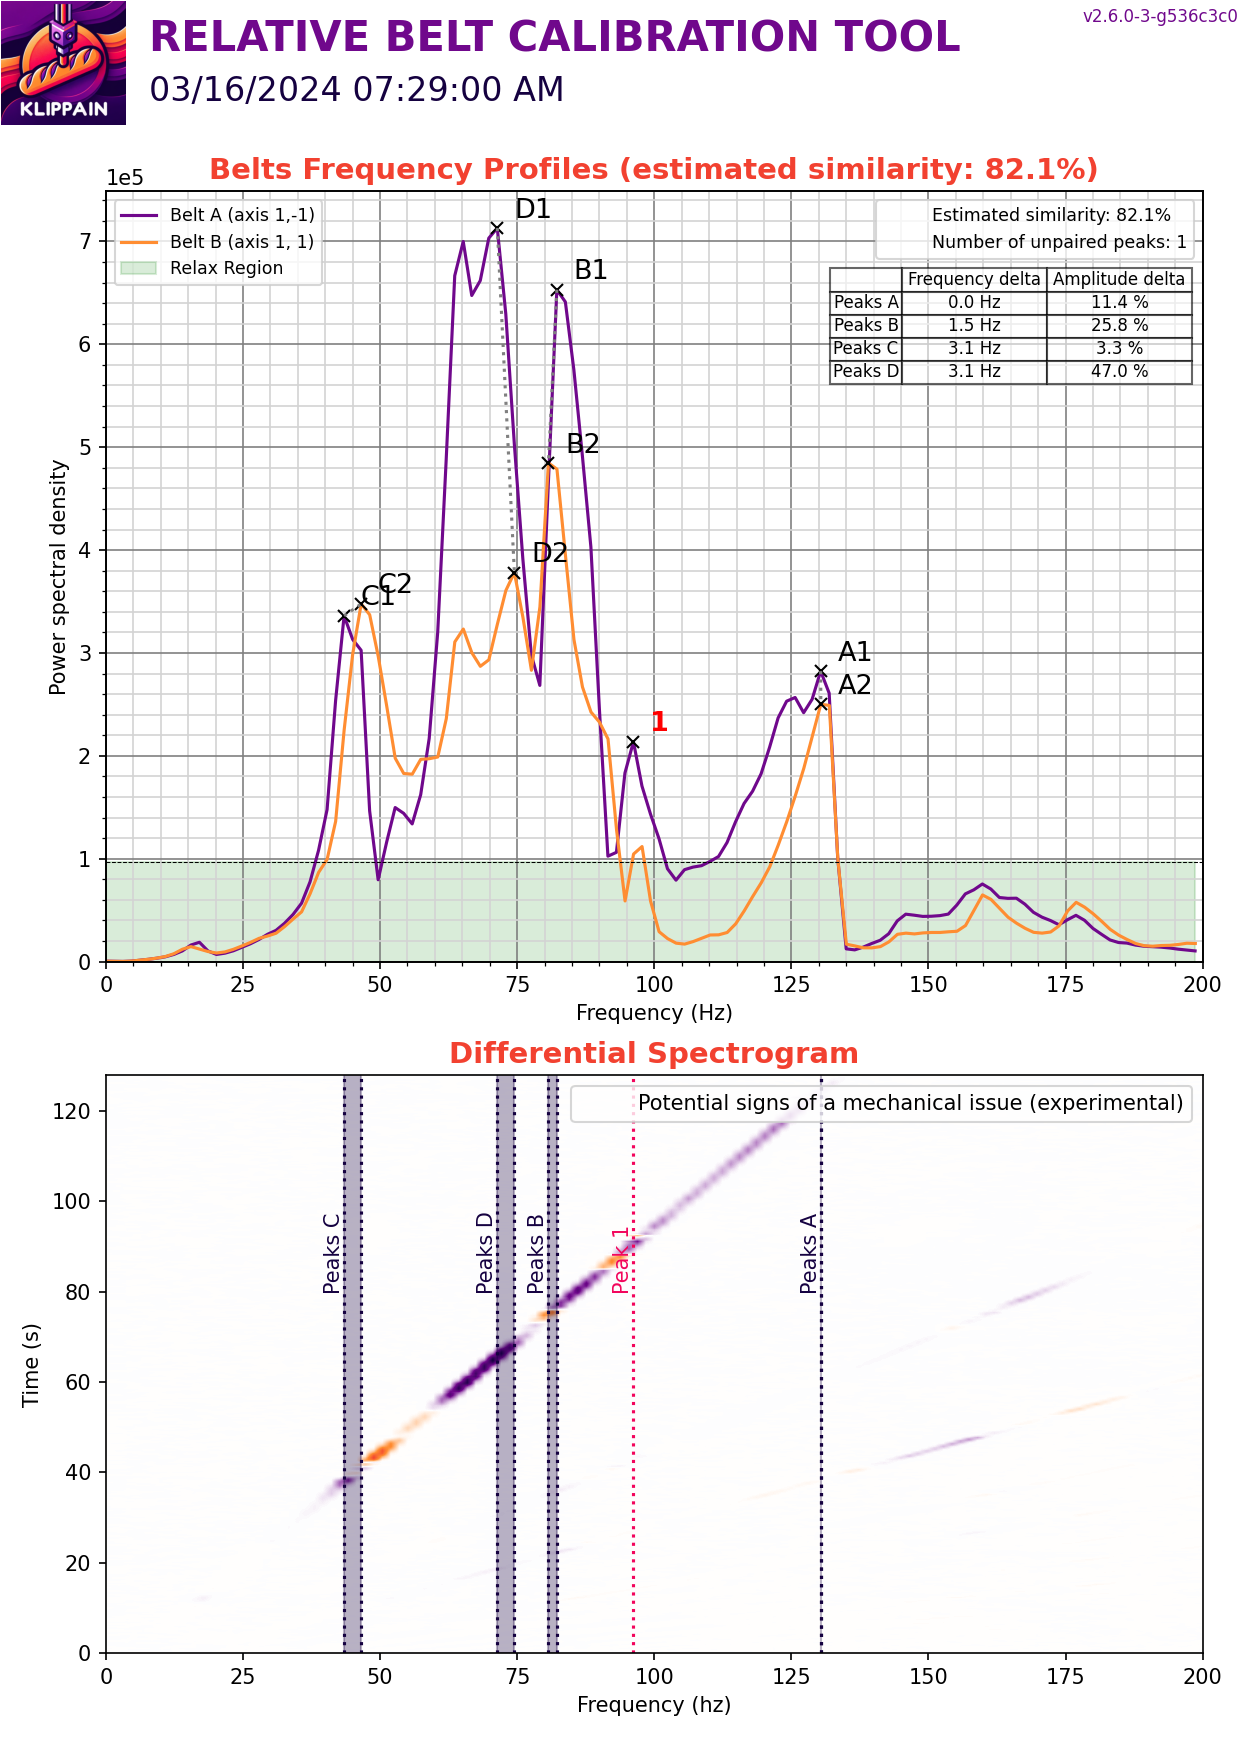 v2.6.0-3-g536c3c0
RELATIVE BELT CALIBRATION TOOL
03/16/2024 07:29:00 AM
KLIPPAIN
Belts Frequency Profiles (estimated similarity: 82.1%)
1e5
Belt A (axis 1,-1)
Belt B (axis 1, 1)
Relax Region
Estimated similarity: 82.1%
Number of unpaired peaks: 1
Frequency delta Amplitude delta
Peaks A 0.0 Hz 11.4 %
Peaks B 1.5 Hz 25.8 %
Peaks C 3.1 Hz 3.3 %
Peaks D 3.1 Hz 47.0 %
D1
B1
B2
D2
C2
C1
A1
A2
1
7
6
5
4
3
2
1
0
Power spectral density
0 25 50 75 100 125 150 175 200
Frequency (Hz)
Differential Spectrogram
Potential signs of a mechanical issue (experimental)
Peaks C
Peaks D
Peaks B
Peak 1
Peaks A
120
100
80
60
40
20
0
Time (s)
0 25 50 75 100 125 150 175 200
Frequency (hz)